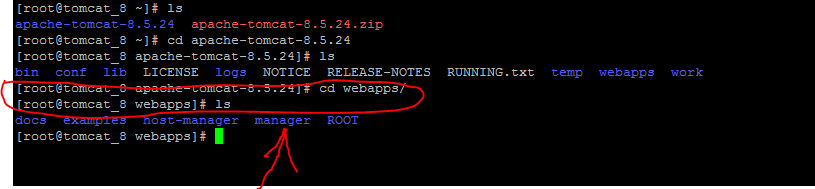 [root@tomcat_8 ~]# ls
apache-tomcat-8.5.24 apache-tomcat-8.5.24.zip
[root@tomcat_8 ~]# cd apache-tomcat-8.5.24
[root@tomcat_8 apache-tomcat-8.5.24]# ls
bin conf lib LICENSE logs NOTICE RELEASE-NOTES RUNNING.txt temp webapps work
[root@tomcat_8 apache-tomcat-8.5.24]# cd webapps/
[root@tomcat_8 webapps]# ls
docs examples host-manager manager ROOT
[root@tomcat_8 webapps]#